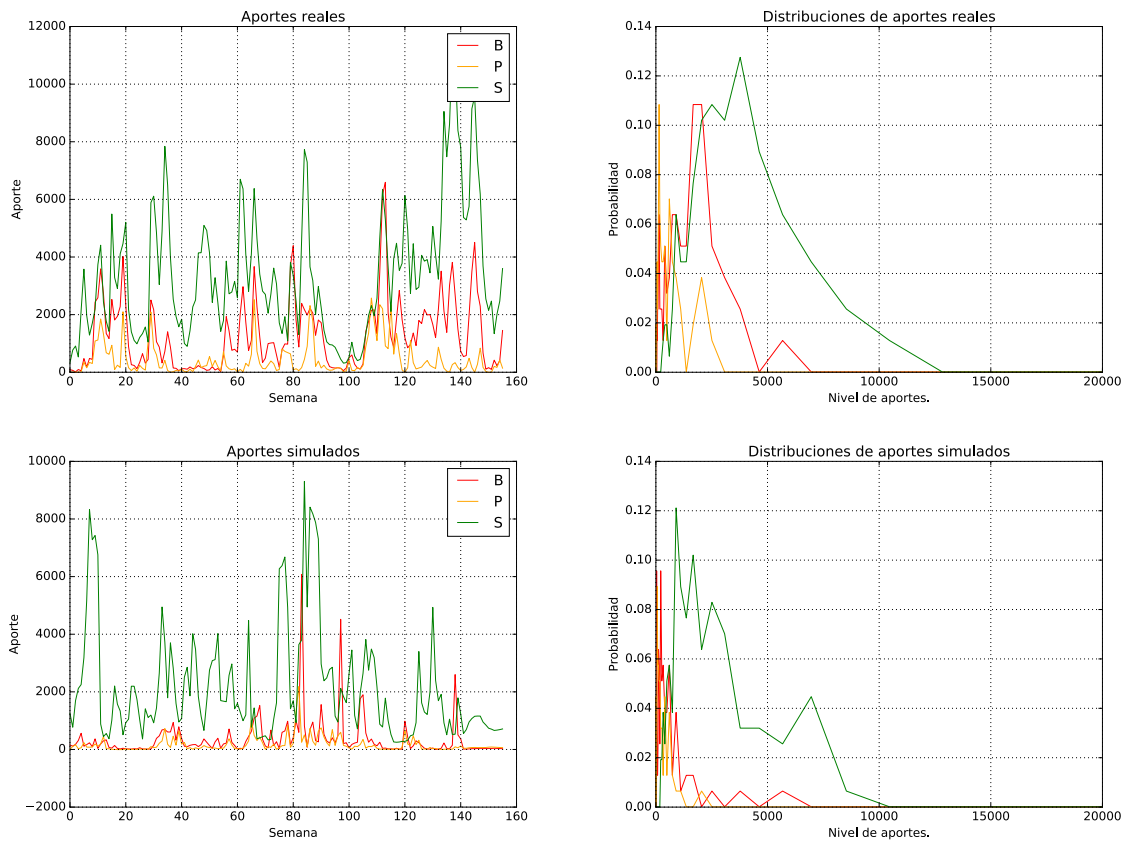 Aportes reales
12000
10000
8000
6000
4000
2000
0
Aporte
0 20 40 60 80 100 120 140 160
Semana
B
P
S
Distribuciones de aportes reales
0.14
0.12
0.10
0.08
0.06
0.04
0.02
0.00
Probabilidad
0 5000 10000 15000 20000
Nivel de aportes.
Aportes simulados
10000
8000
6000
4000
2000
0
−2000
Aporte
0 20 40 60 80 100 120 140 160
Semana
B
P
S
Distribuciones de aportes simulados
0.14
0.12
0.10
0.08
0.06
0.04
0.02
0.00
Probabilidad
0 5000 10000 15000 20000
Nivel de aportes.